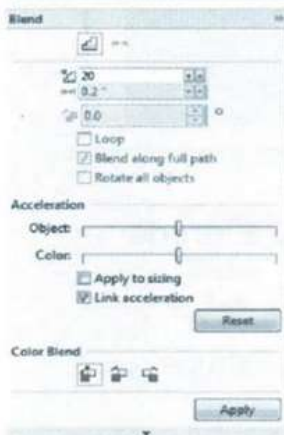 Blend
20
0.2 "
0.0 °
Loop
Blend along full path
Rotate all objects
Acceleration
Object:
Color:
Apply to sizing
Link acceleration
Reset
Color Blend
Apply